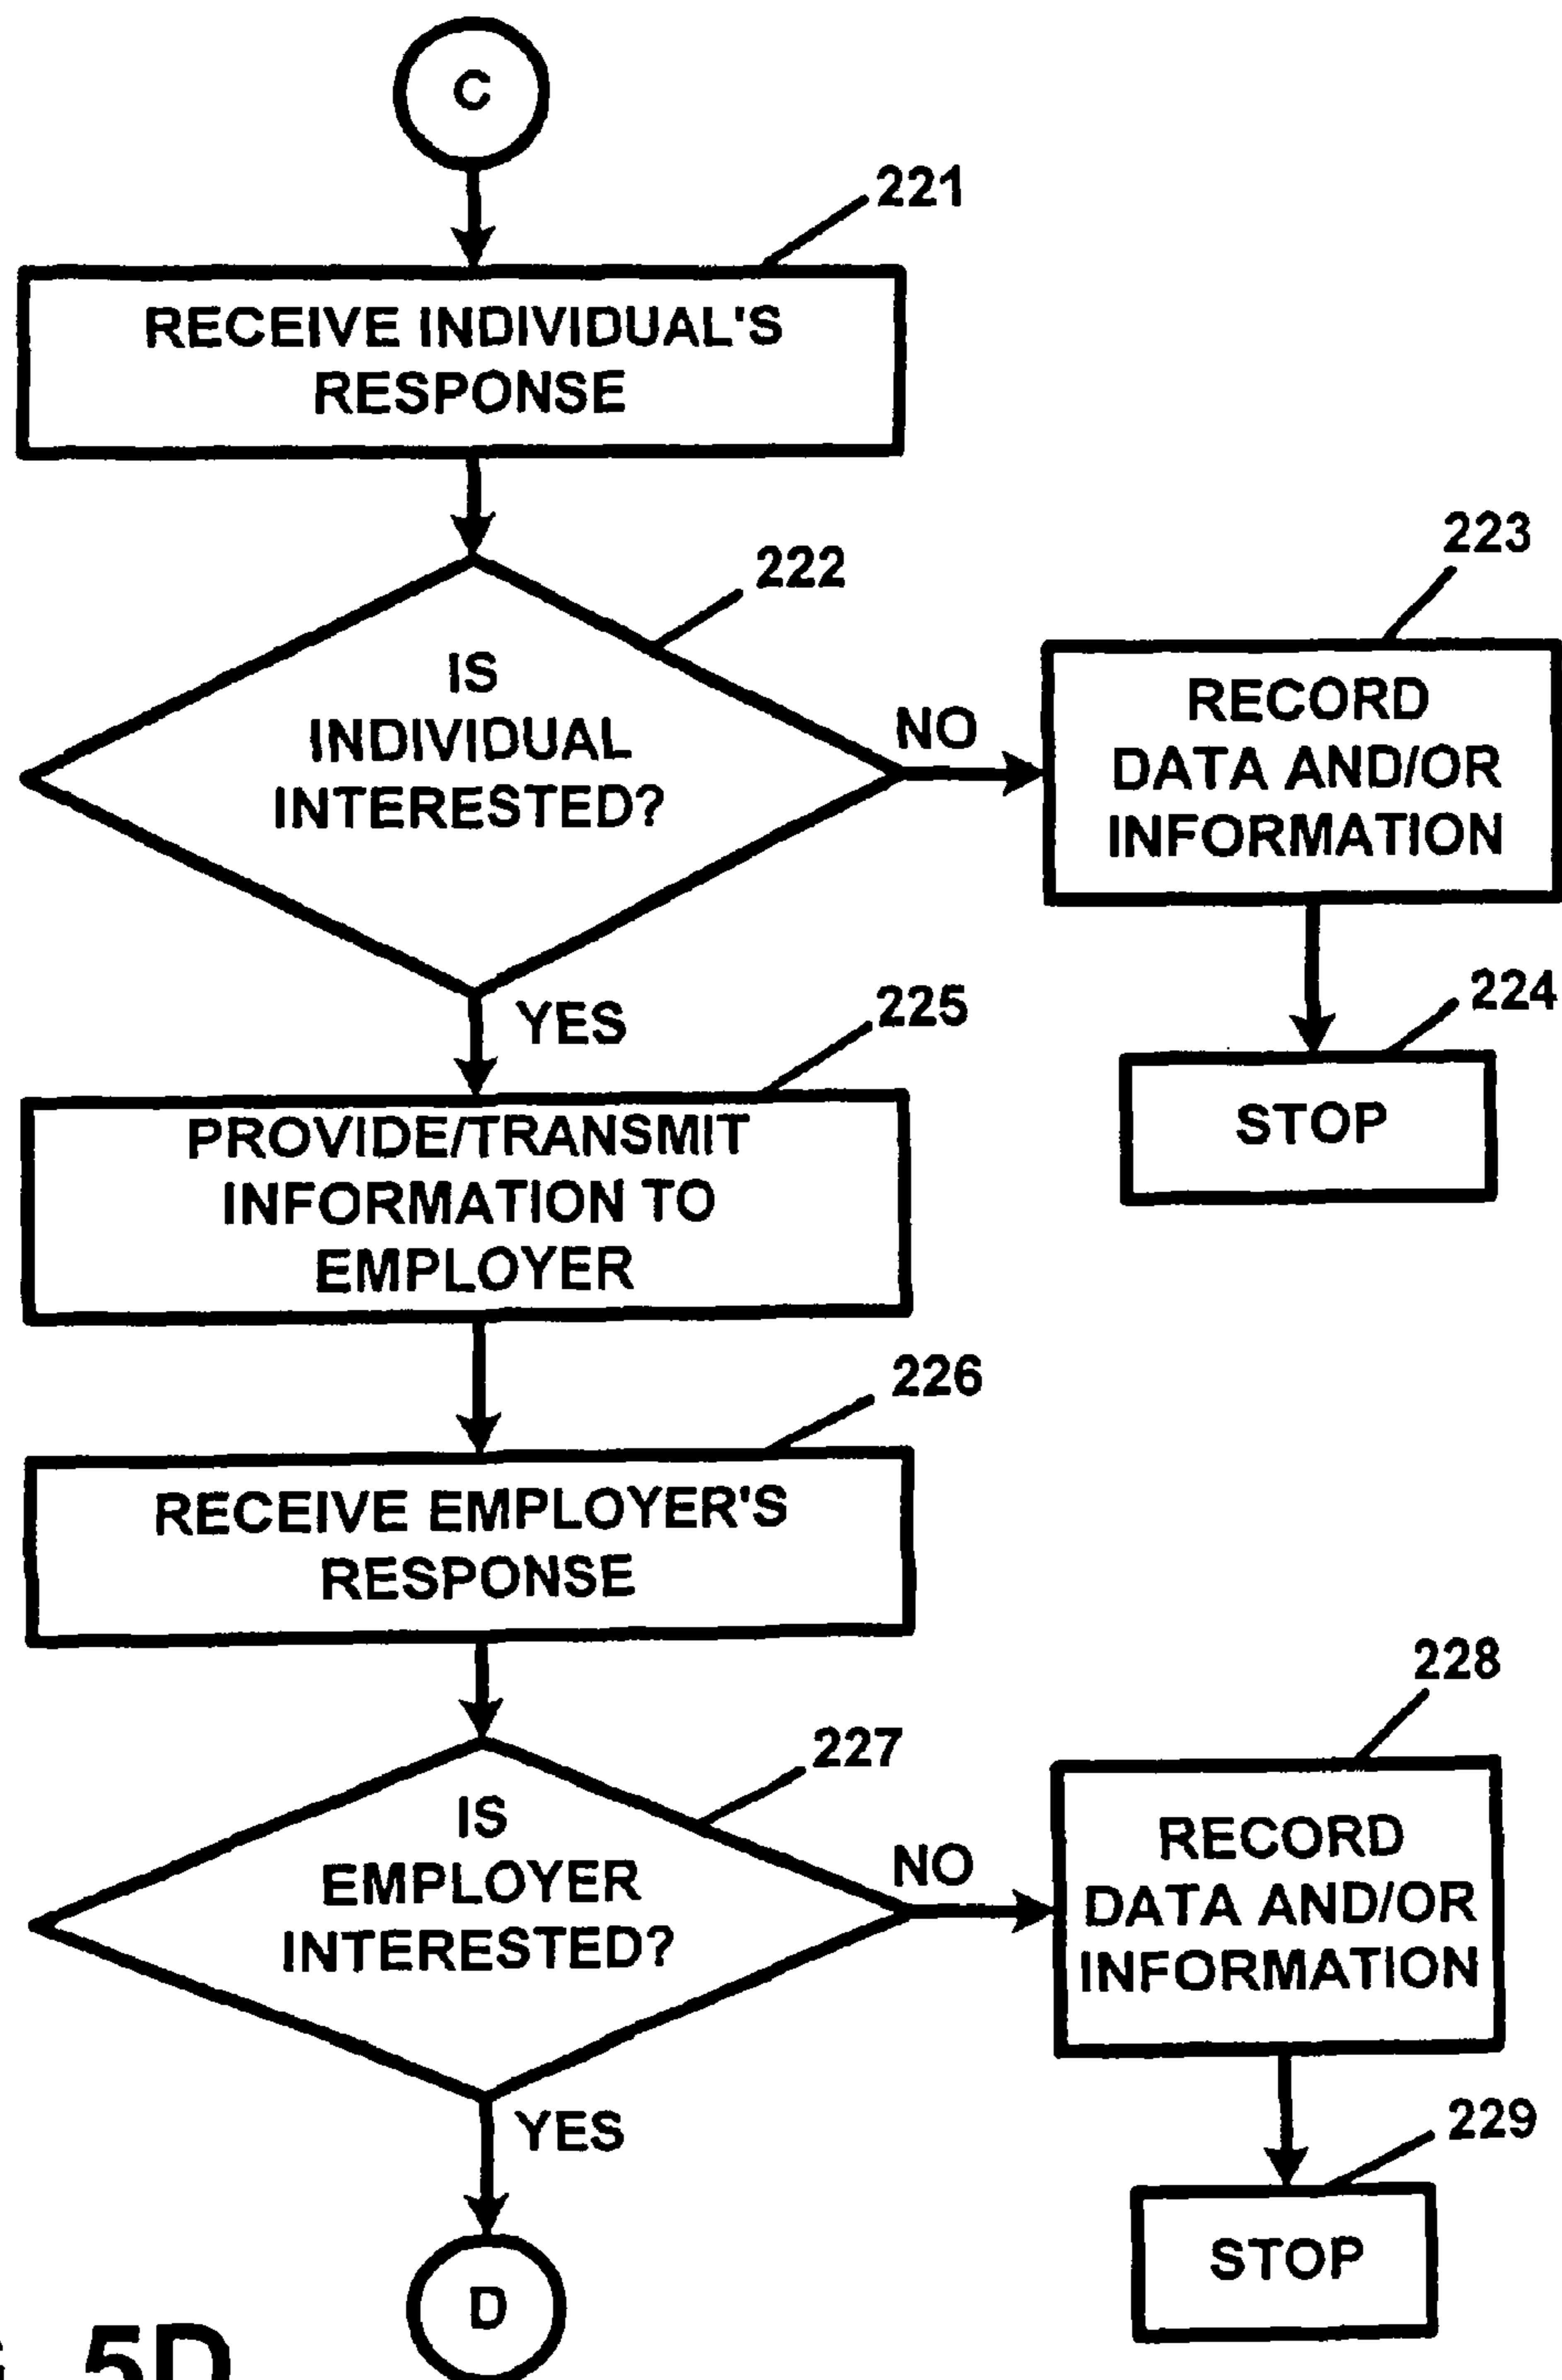 C
221
RECEIVE INDIVIDUAL'S
RESPONSE
222
IS
INDIVIDUAL
INTERESTED?
NO
223
RECORD
DATA AND/OR
INFORMATION
224
STOP
YES
225
PROVIDE/TRANSMIT
INFORMATION TO
EMPLOYER
226
RECEIVE EMPLOYER'S
RESPONSE
227
IS
EMPLOYER
INTERESTED?
NO
228
RECORD
DATA AND/OR
INFORMATION
229
STOP
YES
D
5D